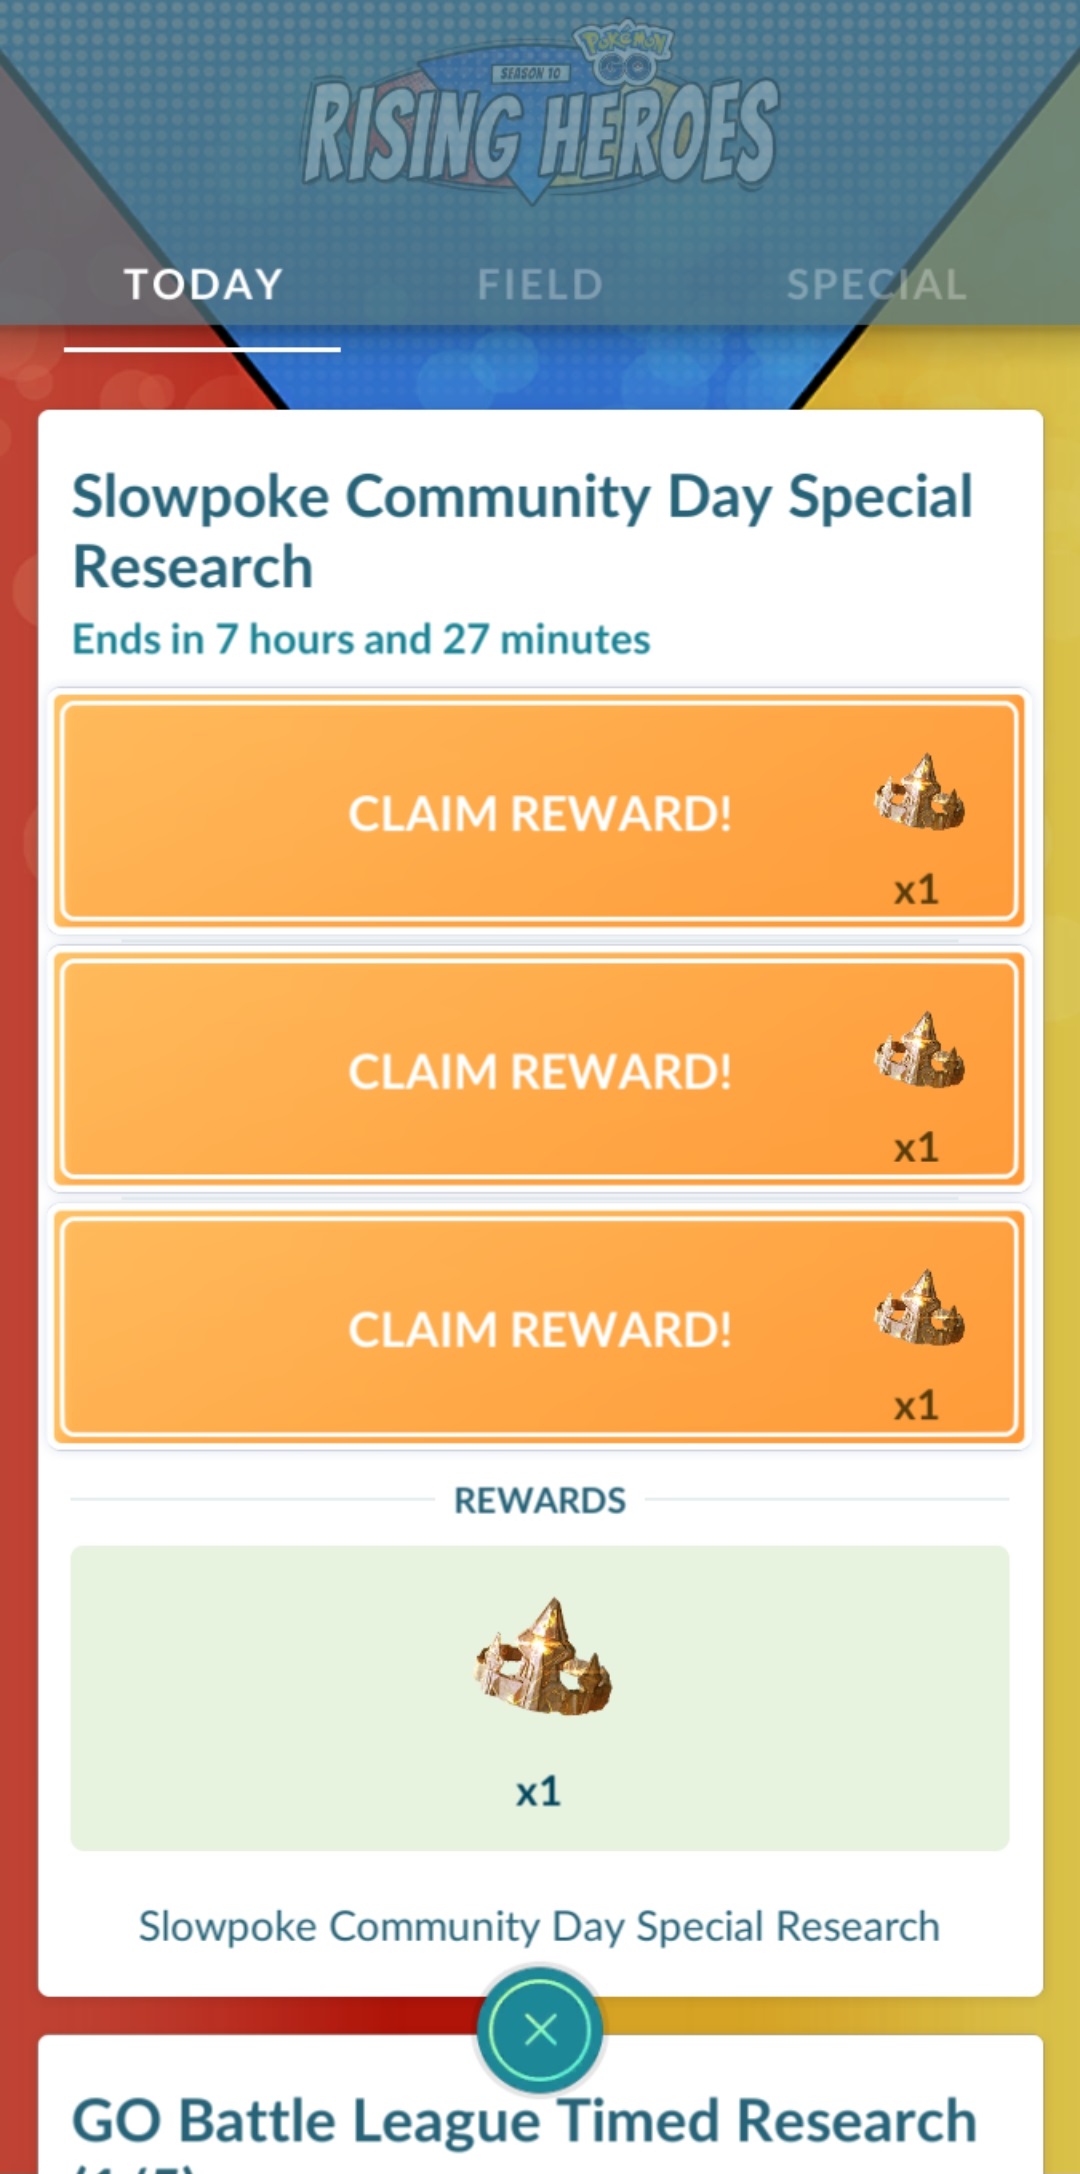 POKÉMON
GO
SEASON 10
RISING HEROES
TODAY
FIELD
SPECIAL
Slowpoke Community Day Special
Research
Ends in 7 hours and 27 minutes
CLAIM REWARD!
x1
CLAIM REWARD!
x1
CLAIM REWARD!
x1
REWARDS
x1
Slowpoke Community Day Special Research
GO Battle League Timed Research